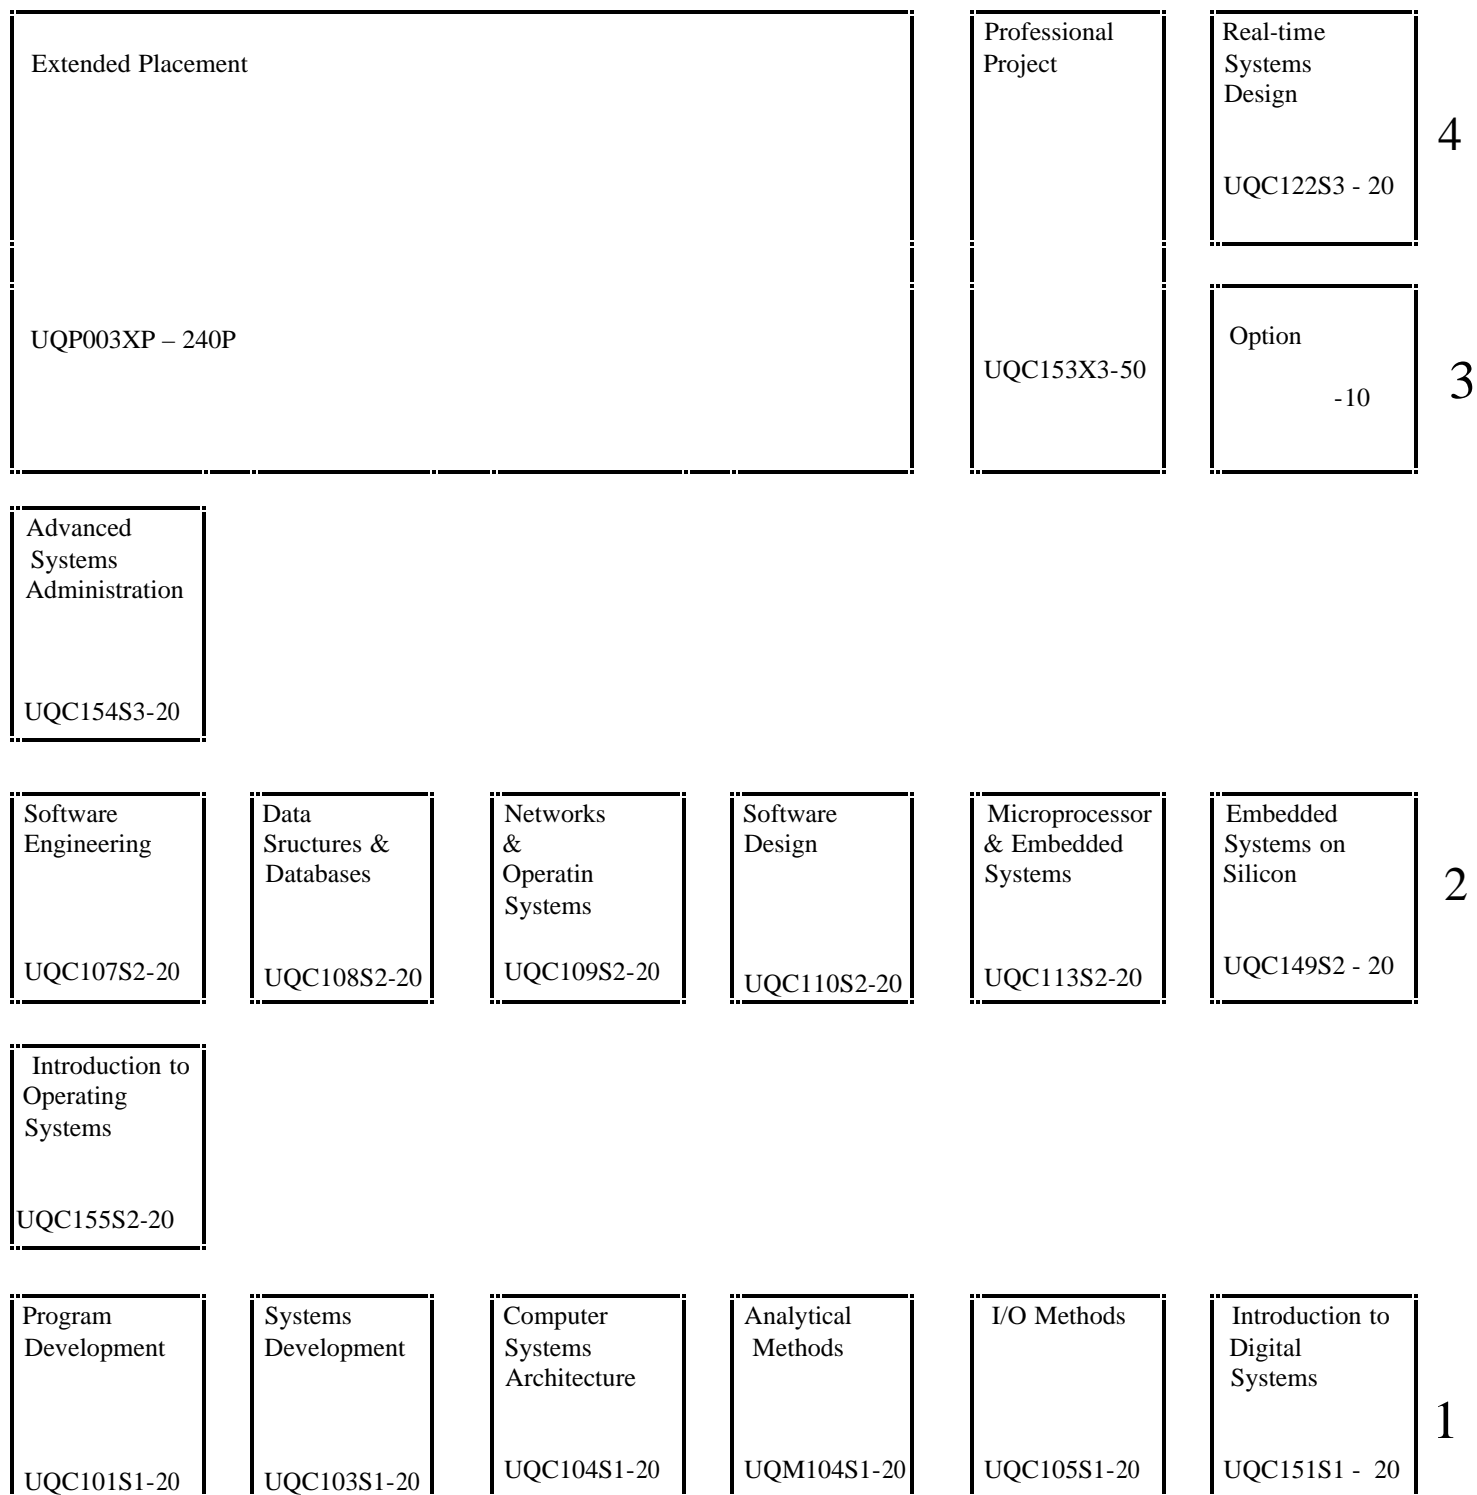 Extended Placement
UQP003XP – 240P
Professional
Project
UQC153X3-50
Real-time
Systems
Design
UQC122S3 - 20
4
Option
-10
3
Advanced
Systems
Administration
UQC154S3-20
Software
Engineering
UQC107S2-20
Data
Sructures &
Databases
UQC108S2-20
Networks
&
Operatin
Systems
UQC109S2-20
Software
Design
UQC110S2-20
Microprocessor
& Embedded
Systems
UQC113S2-20
Embedded
Systems on
Silicon
UQC149S2 - 20
2
Introduction to
Operating
Systems
UQC155S2-20
Program
Development
UQC101S1-20
Systems
Development
UQC103S1-20
Computer
Systems
Architecture
UQC104S1-20
Analytical
Methods
UQM104S1-20
I/O Methods
UQC105S1-20
Introduction to
Digital
Systems
UQC151S1 - 20
1